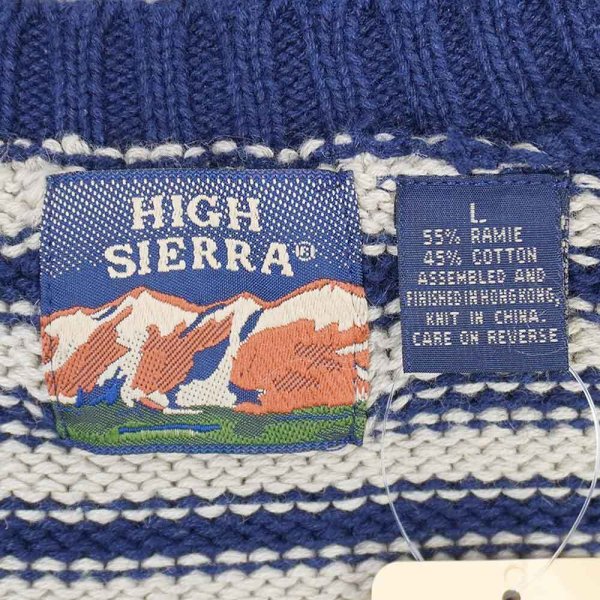 HIGH
SIERRA®
L
55% RAMIE
45% COTTON
ASSEMBLED AND
FINISHED IN HONG KONG,
KNIT IN CHINA.
CARE ON REVERSE